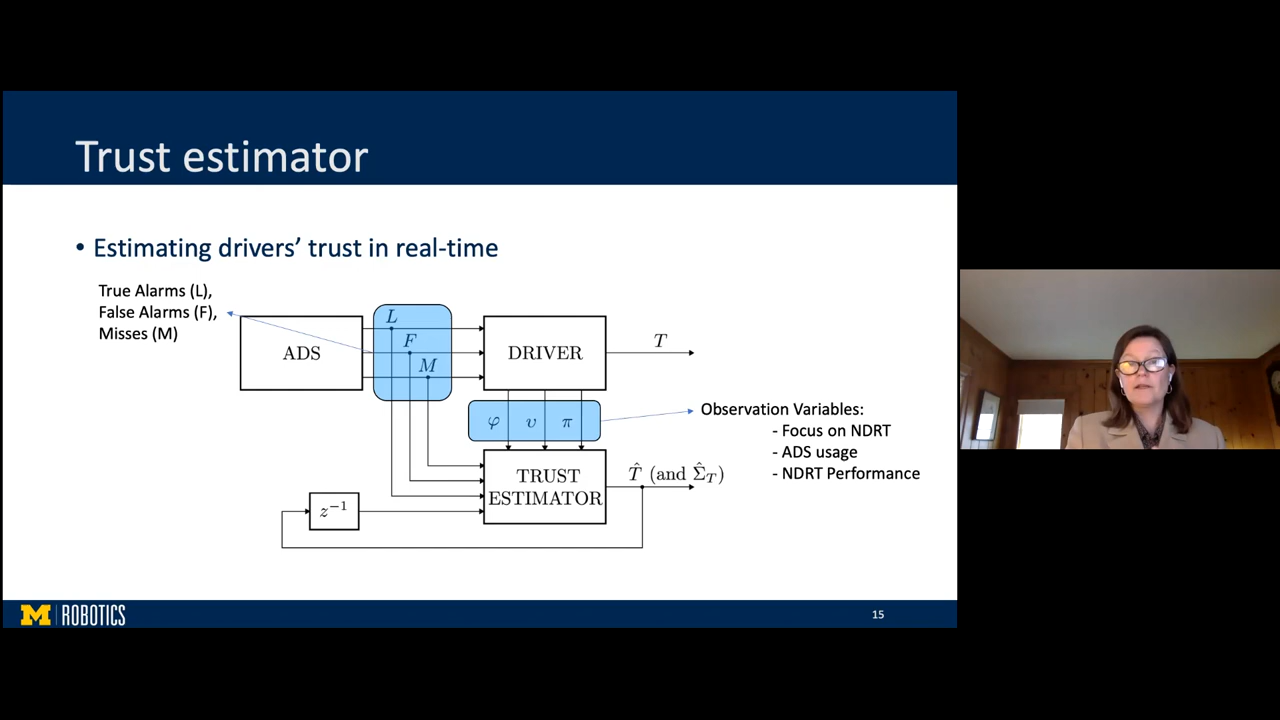 Trust estimator
• Estimating drivers’ trust in real-time
True Alarms (L),
False Alarms (F),
Misses (M)
ADS
L
F
M
DRIVER
T
φ υ π
Observation Variables:
- Focus on NDRT
- ADS usage
- NDRT Performance
TRUST
ESTIMATOR
T̂ (and Σ̂_T)
z⁻¹
M ROBOTICS
15